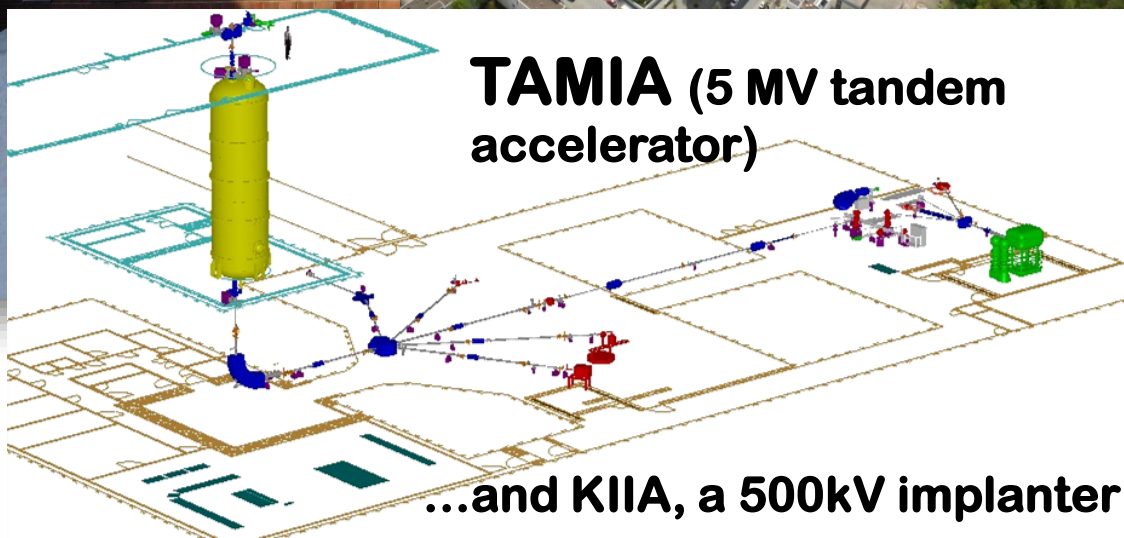 TAMIA (5 MV tandem
accelerator)
...and KIIA, a 500kV implanter